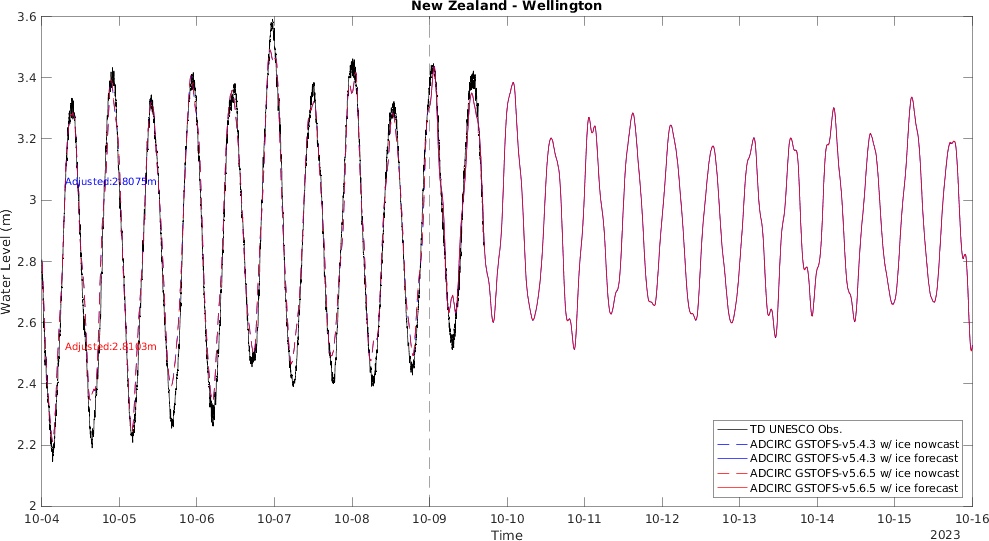 New Zealand - Wellington
Water Level (m)
3.6
3.4
3.2
3
2.8
2.6
2.4
2.2
2
Adjusted:2.8075m
Adjusted:2.8103m
TD UNESCO Obs.
ADCIRC GSTOFS-v5.4.3 w/ ice nowcast
ADCIRC GSTOFS-v5.4.3 w/ ice forecast
ADCIRC GSTOFS-v5.6.5 w/ ice nowcast
ADCIRC GSTOFS-v5.6.5 w/ ice forecast
10-04 10-05 10-06 10-07 10-08 10-09 10-10 10-11 10-12 10-13 10-14 10-15 10-16
Time
2023